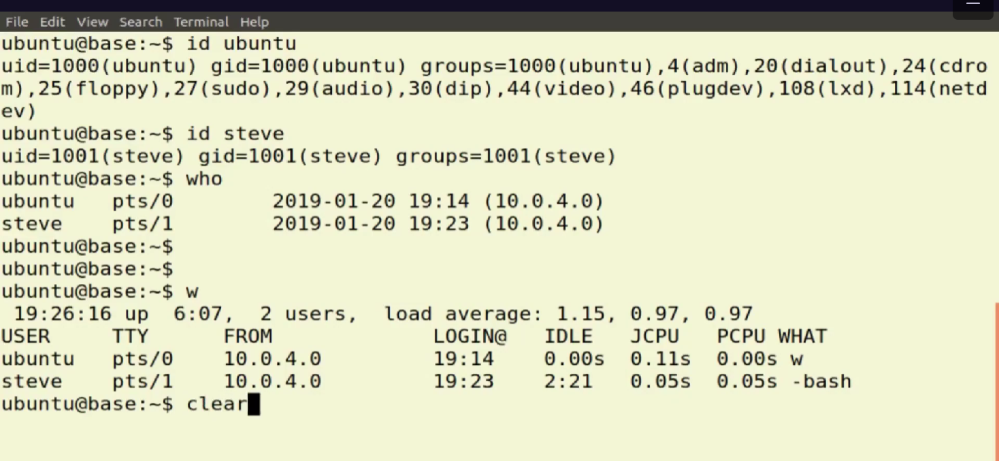 File Edit View Search Terminal Help
ubuntu@base:~$ id ubuntu
uid=1000(ubuntu) gid=1000(ubuntu) groups=1000(ubuntu),4(adm),20(dialout),24(cdro
m),25(floppy),27(sudo),29(audio),30(dip),44(video),46(plugdev),108(lxd),114(netd
ev)
ubuntu@base:~$ id steve
uid=1001(steve) gid=1001(steve) groups=1001(steve)
ubuntu@base:~$ who
ubuntu   pts/0        2019-01-20 19:14 (10.0.4.0)
steve    pts/1        2019-01-20 19:23 (10.0.4.0)
ubuntu@base:~$
ubuntu@base:~$
ubuntu@base:~$ w
 19:26:16 up  6:07,  2 users,  load average: 1.15, 0.97, 0.97
USER     TTY      FROM             LOGIN@   IDLE   JCPU   PCPU WHAT
ubuntu   pts/0    10.0.4.0         19:14    0.00s  0.11s  0.00s w
steve    pts/1    10.0.4.0         19:23    2:21   0.05s  0.05s -bash
ubuntu@base:~$ clear